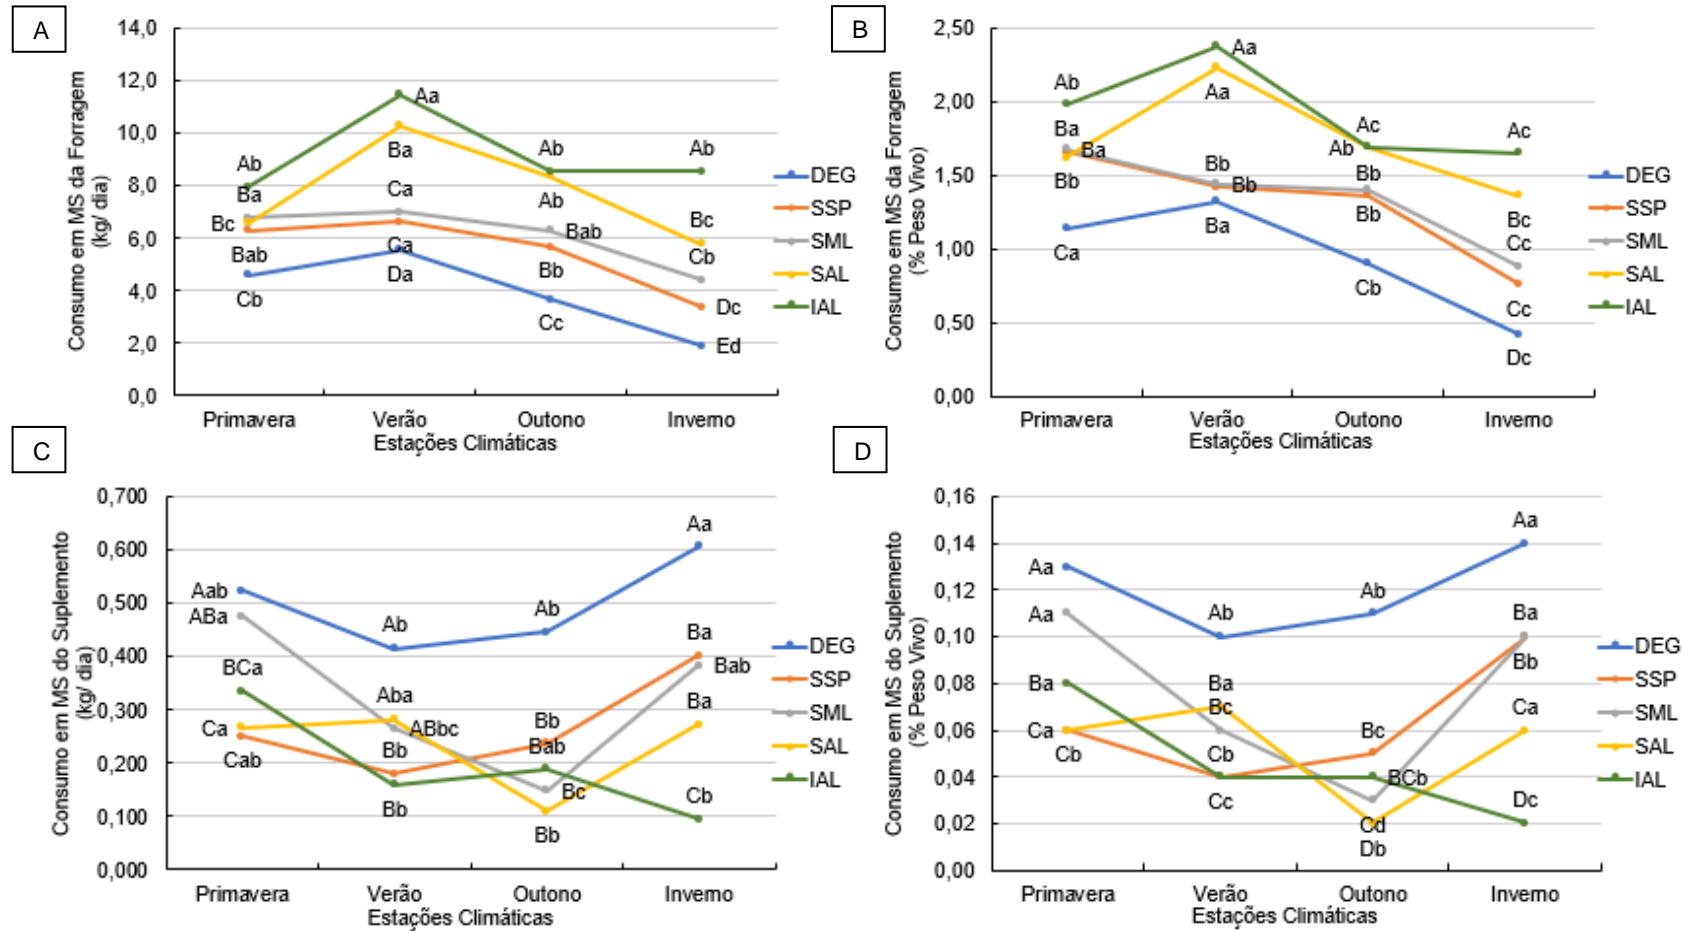 A
Consumo em MS da Forragem
(kg/ dia)
14,0
12,0
10,0
8,0
6,0
4,0
2,0
0,0
Ab
Ba
Bc
Bab
Cb
Aa
Ba
Ca
Ca
Da
Ab
Ab
Bab
Bb
Cc
Ab
Bc
Cb
Dc
Ed
Primavera
Verão
Outono
Inverno
Estações Climáticas
DEG
SSP
SML
SAL
IAL
B
Consumo em MS da Forragem
(% Peso Vivo)
2,50
2,00
1,50
1,00
0,50
0,00
Ab
Ba
Ba
Bb
Ca
Aa
Aa
Bb
Bb
Ba
Ac
Ab
Bb
Bb
Cb
Ac
Bc
Cc
Cc
Dc
Primavera
Verão
Outono
Inverno
Estações Climáticas
DEG
SSP
SML
SAL
IAL
C
Consumo em MS do Suplemento
(kg/ dia)
0,700
0,600
0,500
0,400
0,300
0,200
0,100
0,000
Aab
ABa
BCa
Ca
Cab
Ab
Aba
ABbc
Bb
Bb
Ab
Bb
Bab
Bc
Bb
Aa
Ba
Bab
Ba
Cb
Primavera
Verão
Outono
Inverno
Estações Climáticas
DEG
SSP
SML
SAL
IAL
D
Consumo em MS do Suplemento
(% Peso Vivo)
0,16
0,14
0,12
0,10
0,08
0,06
0,04
0,02
0,00
Aa
Aa
Ba
Ca
Cb
Ab
Ba
Bc
Cb
Cc
Ab
Bc
BCb
Cd
Db
Aa
Ba
Bb
Ca
Dc
Primavera
Verão
Outono
Inverno
Estações Climáticas
DEG
SSP
SML
SAL
IAL